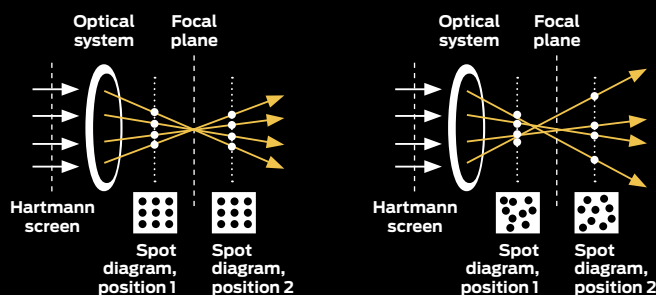 Optical
system
Focal
plane
Hartmann
screen
Spot
diagram,
position 1
Spot
diagram,
position 2
Optical
system
Focal
plane
Hartmann
screen
Spot
diagram,
position 1
Spot
diagram,
position 2